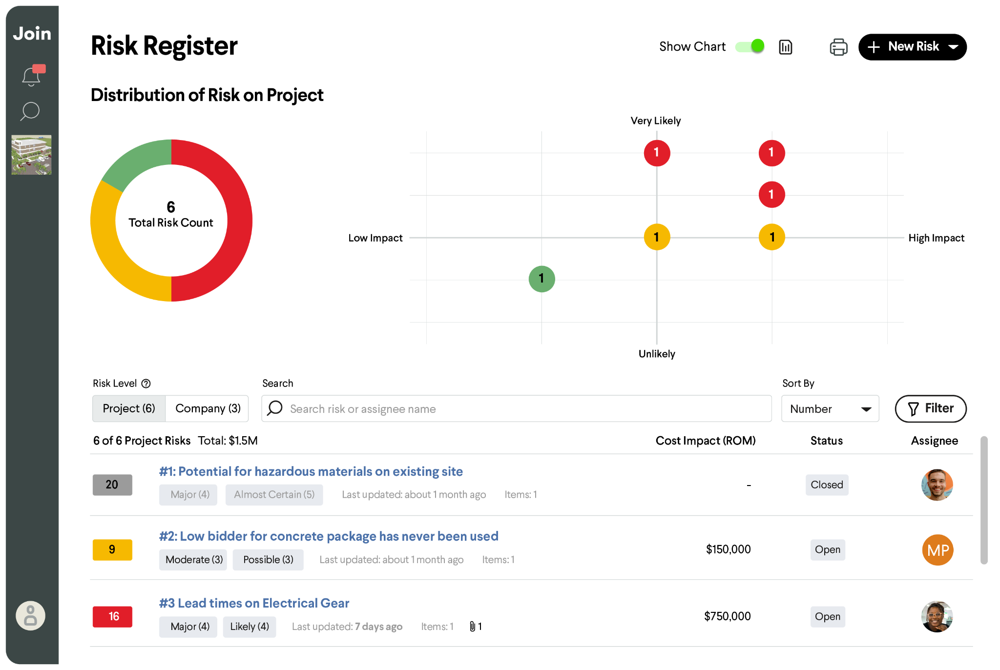 Join
Risk Register
Show Chart
New Risk
Distribution of Risk on Project
Very Likely
1
1
1
6
Total Risk Count
Low Impact
1
1
High Impact
1
Unlikely
Risk Level
Search
Sort By
Project (6)
Company (3)
Search risk or assignee name
Number
Filter
6 of 6 Project Risks Total: $1.5M
Cost Impact (ROM)
Status
Assignee
#1: Potential for hazardous materials on existing site
20
Major (4)
Almost Certain (5)
Last updated: about 1 month ago
Items: 1
-
Closed
#2: Low bidder for concrete package has never been used
9
Moderate (3)
Possible (3)
Last updated: about 1 month ago
Items: 1
$150,000
Open
MP
#3 Lead times on Electrical Gear
16
Major (4)
Likely (4)
Last updated: 7 days ago
Items: 1
1
$750,000
Open